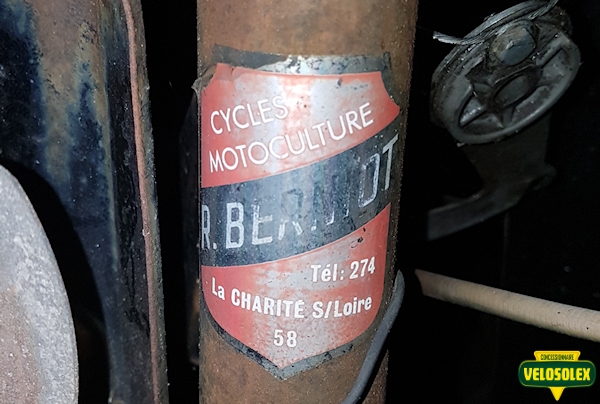 CYCLES
MOTOCULTURE
R.
Tél: 274
La CHARITÉ S/Loire
58
CONCESSIONNAIRE
VELOSOLEX